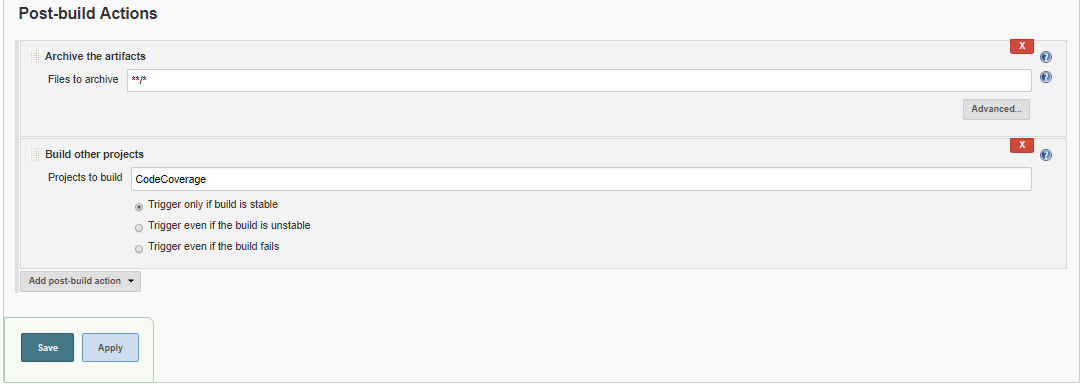 Post-build Actions
X
Archive the artifacts
?
Files to archive
**/*
?
Advanced...
X
Build other projects
?
Projects to build
CodeCoverage
Trigger only if build is stable
Trigger even if the build is unstable
Trigger even if the build fails
Add post-build action
Save
Apply